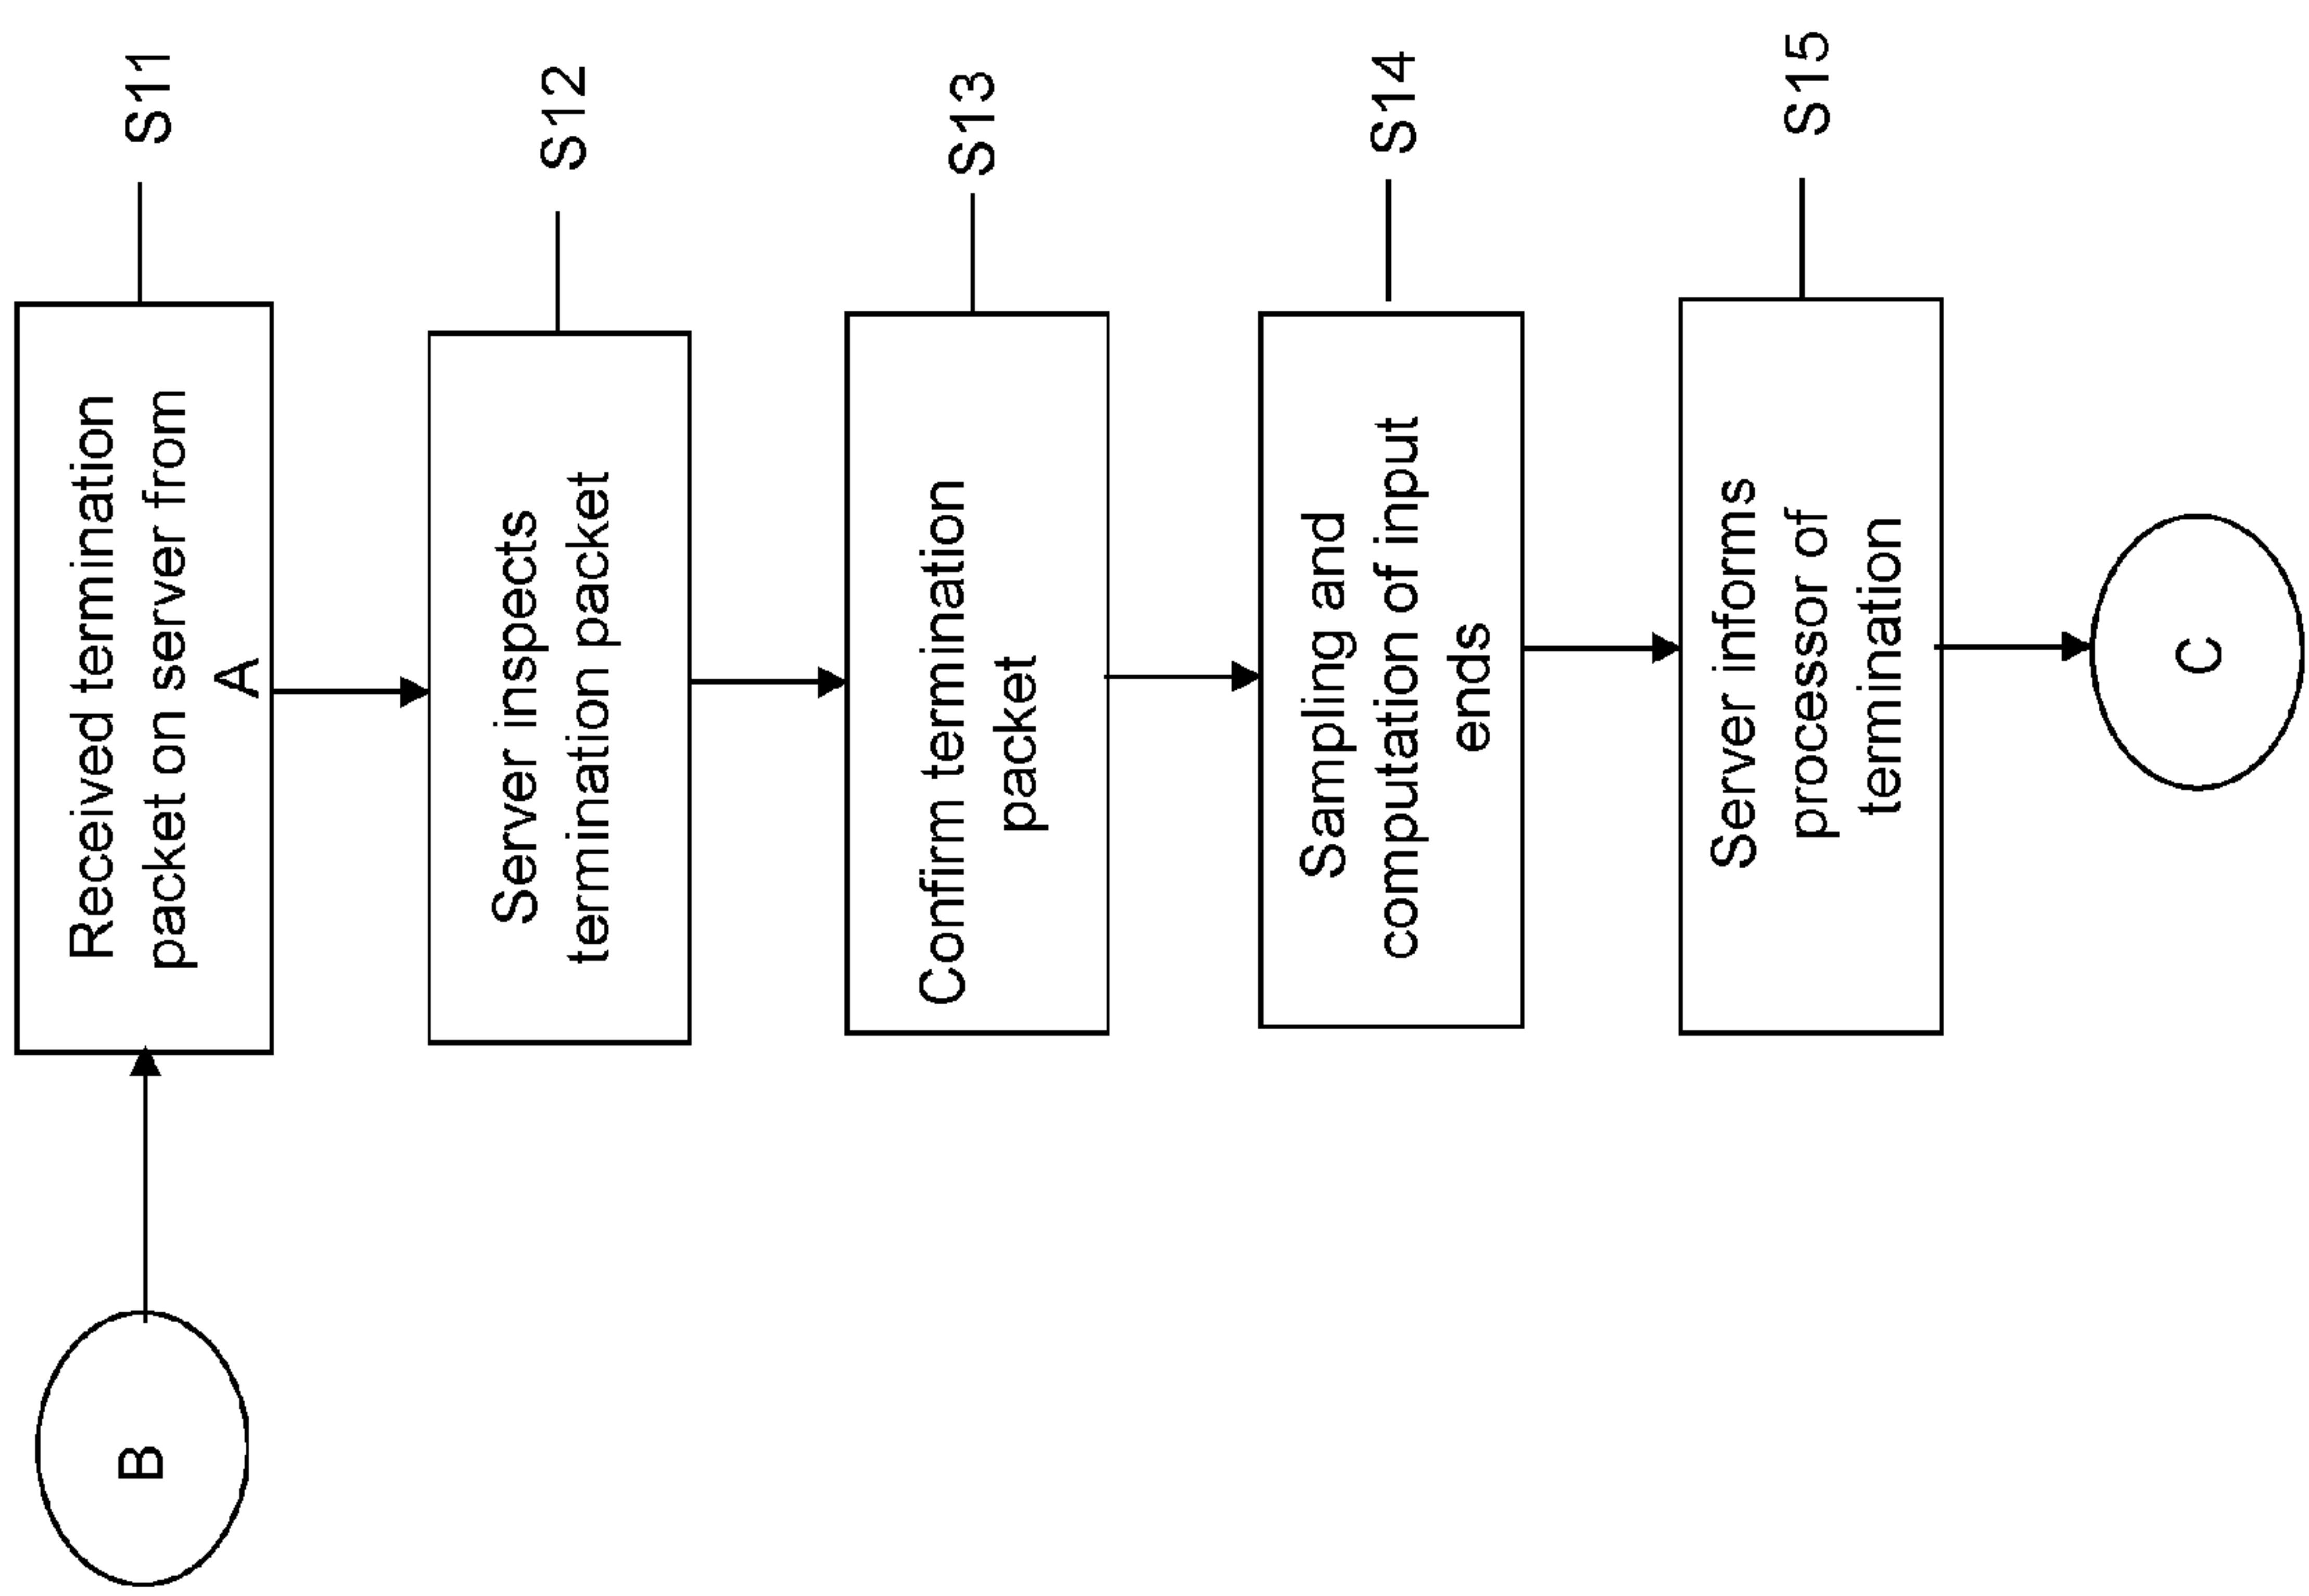 B
Received termination
packet on server from
A
S11
Server inspects
termination packet
S12
Confirm termination
packet
S13
Sampling and
computation of input
ends
S14
Server informs
processor of
termination
S15
C